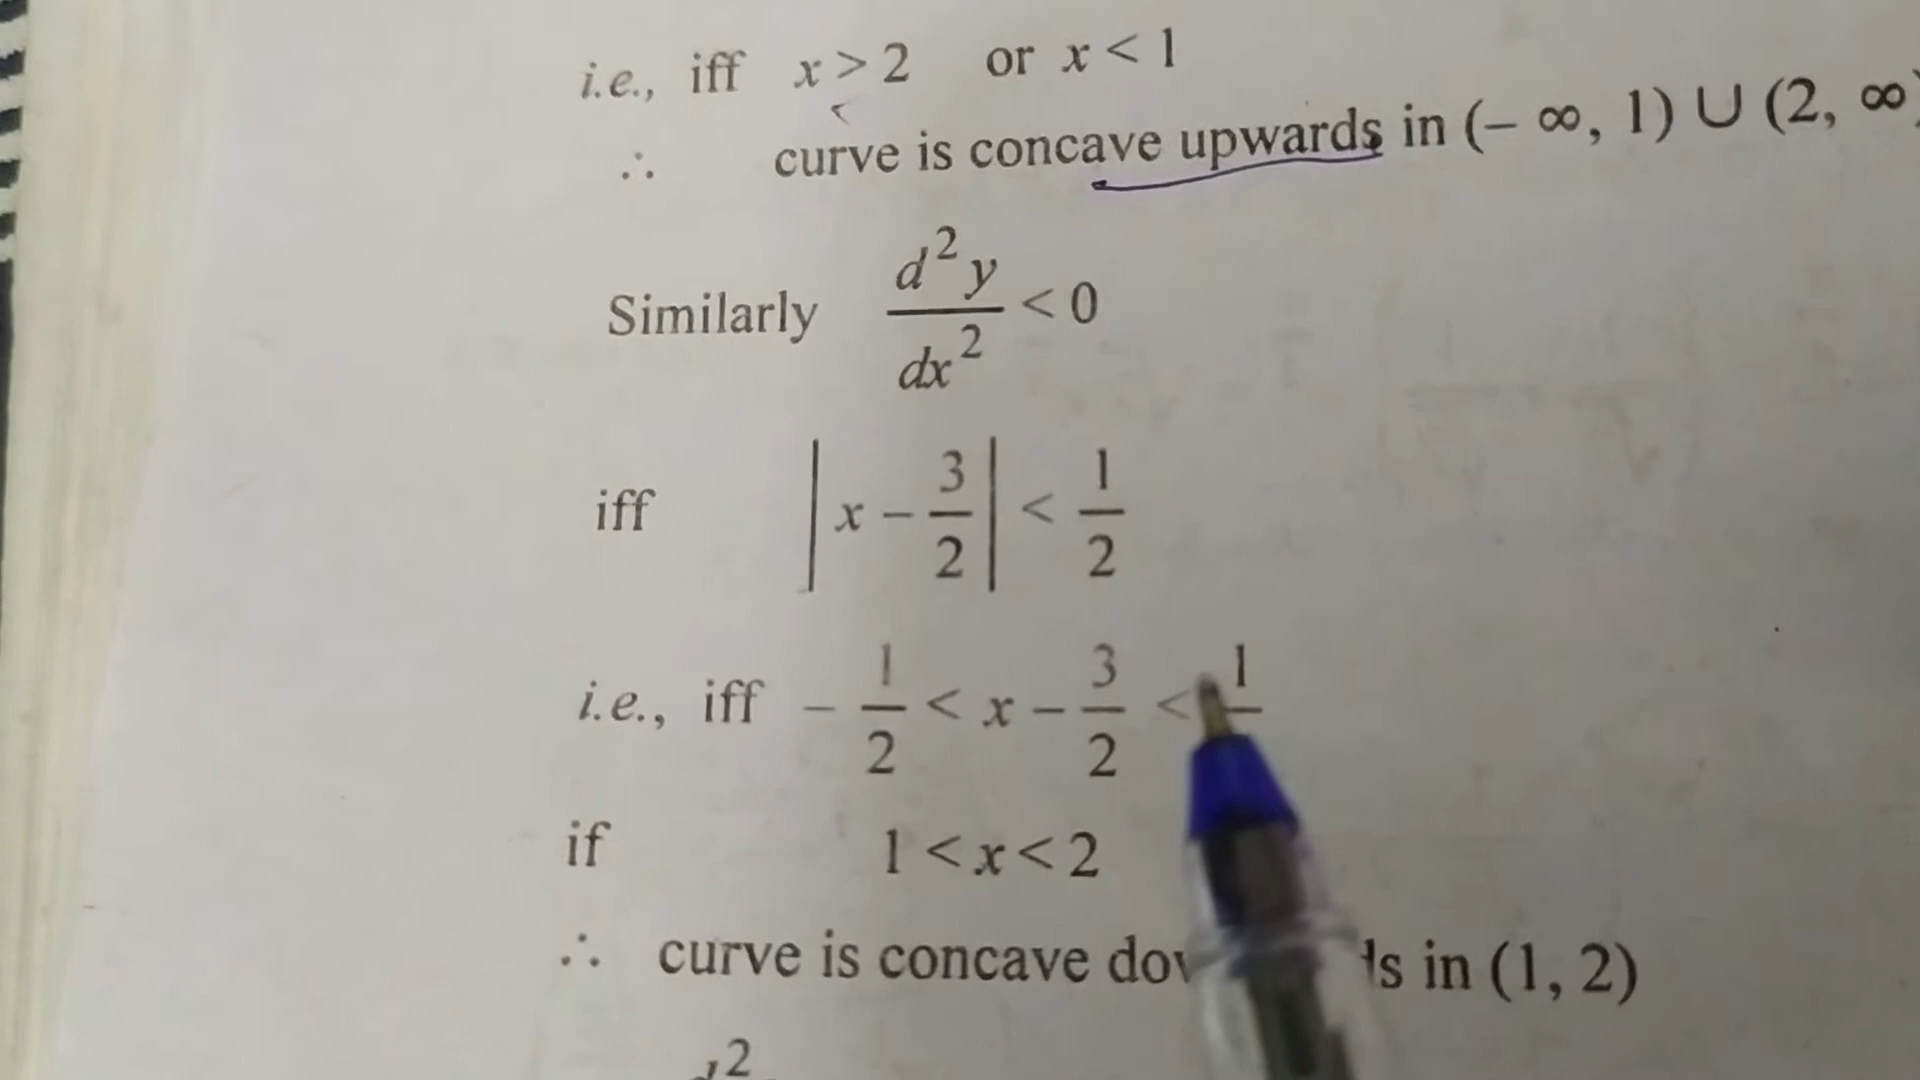 i.e., iff x > 2 or x < 1
∴ curve is concave upwards in (– ∞, 1) ∪ (2, ∞)
Similarly d²y/dx² < 0
iff |x – 3/2| < 1/2
i.e., iff – 1/2 < x – 3/2 < 1
if 1 < x < 2
∴ curve is concave in (1, 2)